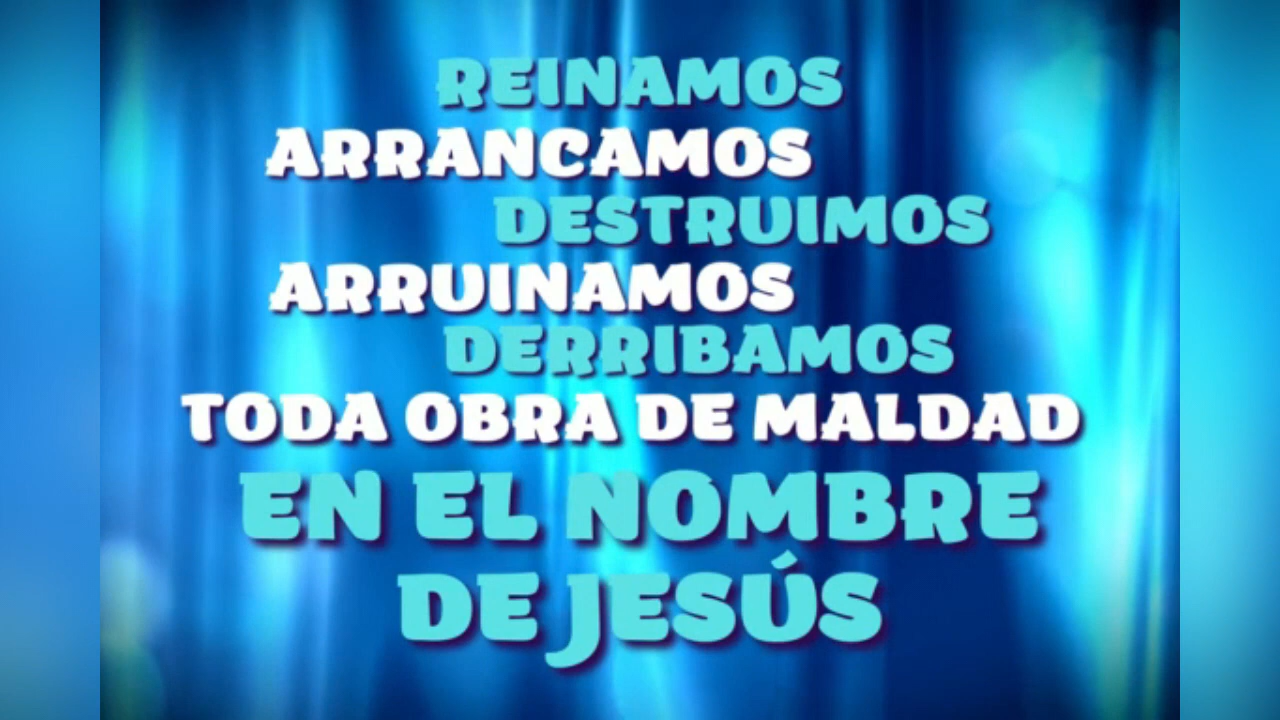 REINAMOS
ARRANCAMOS
DESTRUIMOS
ARRUINAMOS
DERRIBAMOS
TODA OBRA DE MALDAD
EN EL NOMBRE
DE JESÚS